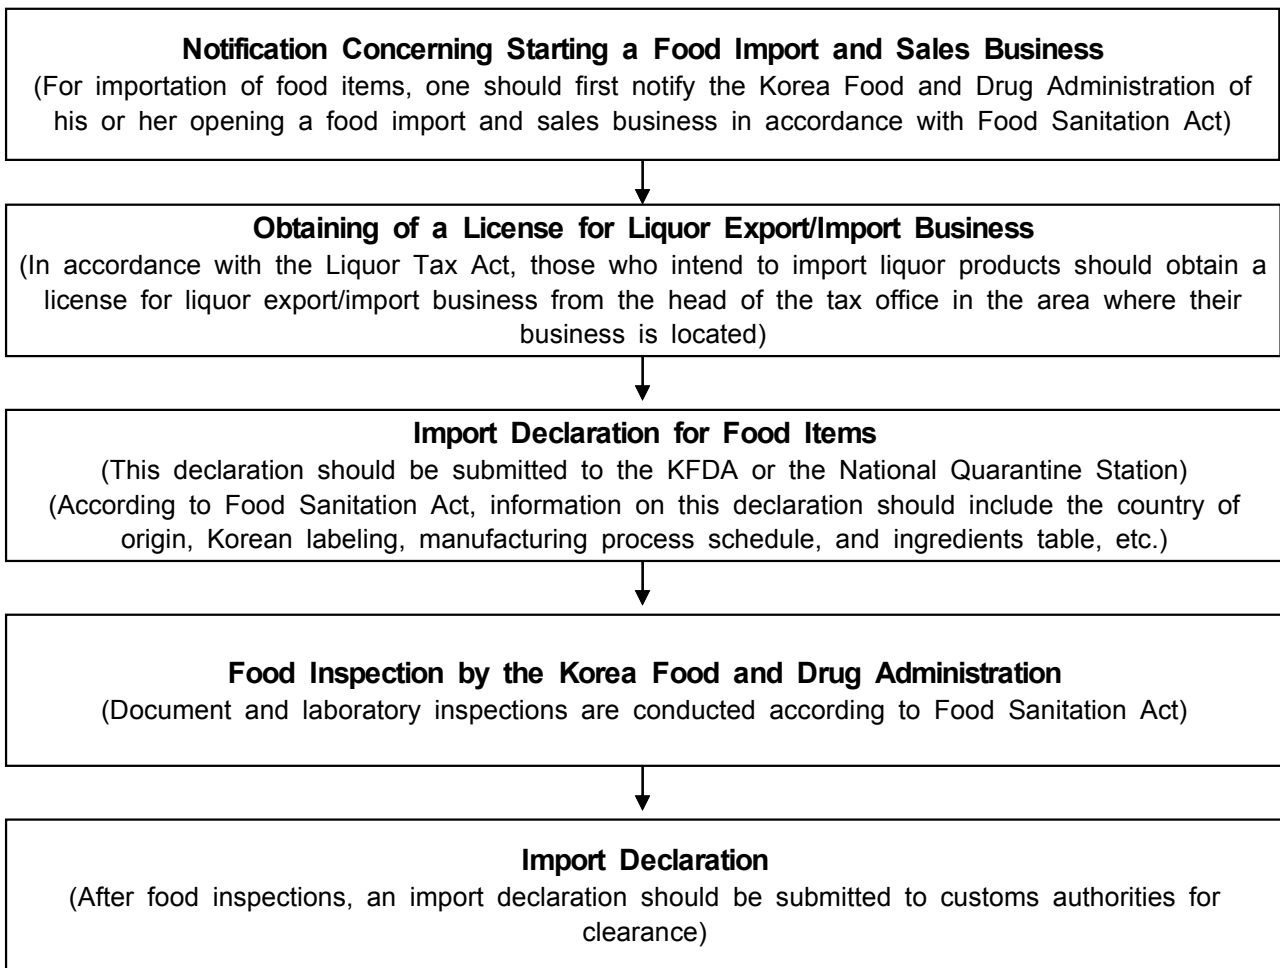 Notification Concerning Starting a Food Import and Sales Business
(For importation of food items, one should first notify the Korea Food and Drug Administration of
his or her opening a food import and sales business in accordance with Food Sanitation Act)
Obtaining of a License for Liquor Export/Import Business
(In accordance with the Liquor Tax Act, those who intend to import liquor products should obtain a
license for liquor export/import business from the head of the tax office in the area where their
business is located)
Import Declaration for Food Items
(This declaration should be submitted to the KFDA or the National Quarantine Station)
(According to Food Sanitation Act, information on this declaration should include the country of
origin, Korean labeling, manufacturing process schedule, and ingredients table, etc.)
Food Inspection by the Korea Food and Drug Administration
(Document and laboratory inspections are conducted according to Food Sanitation Act)
Import Declaration
(After food inspections, an import declaration should be submitted to customs authorities for
clearance)